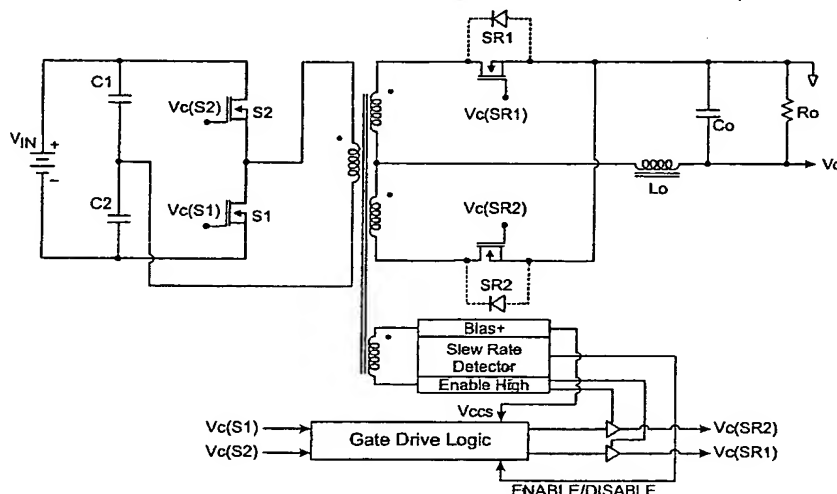 SR1
C1
Vc(S2)
S2
Vc(SR1)
Co
Ro
VIN
+
-
Vo
Lo
C2
Vc(S1)
S1
Vc(SR2)
SR2
Bias+
Slew Rate
Detector
Enable High
Vccs
Vc(S1)
Vc(S2)
Gate Drive Logic
Vc(SR2)
Vc(SR1)
ENABLE/DISABLE